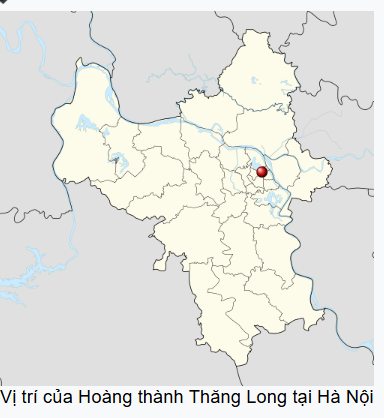 Vị trí của Hoàng thành Thăng Long tại Hà Nội